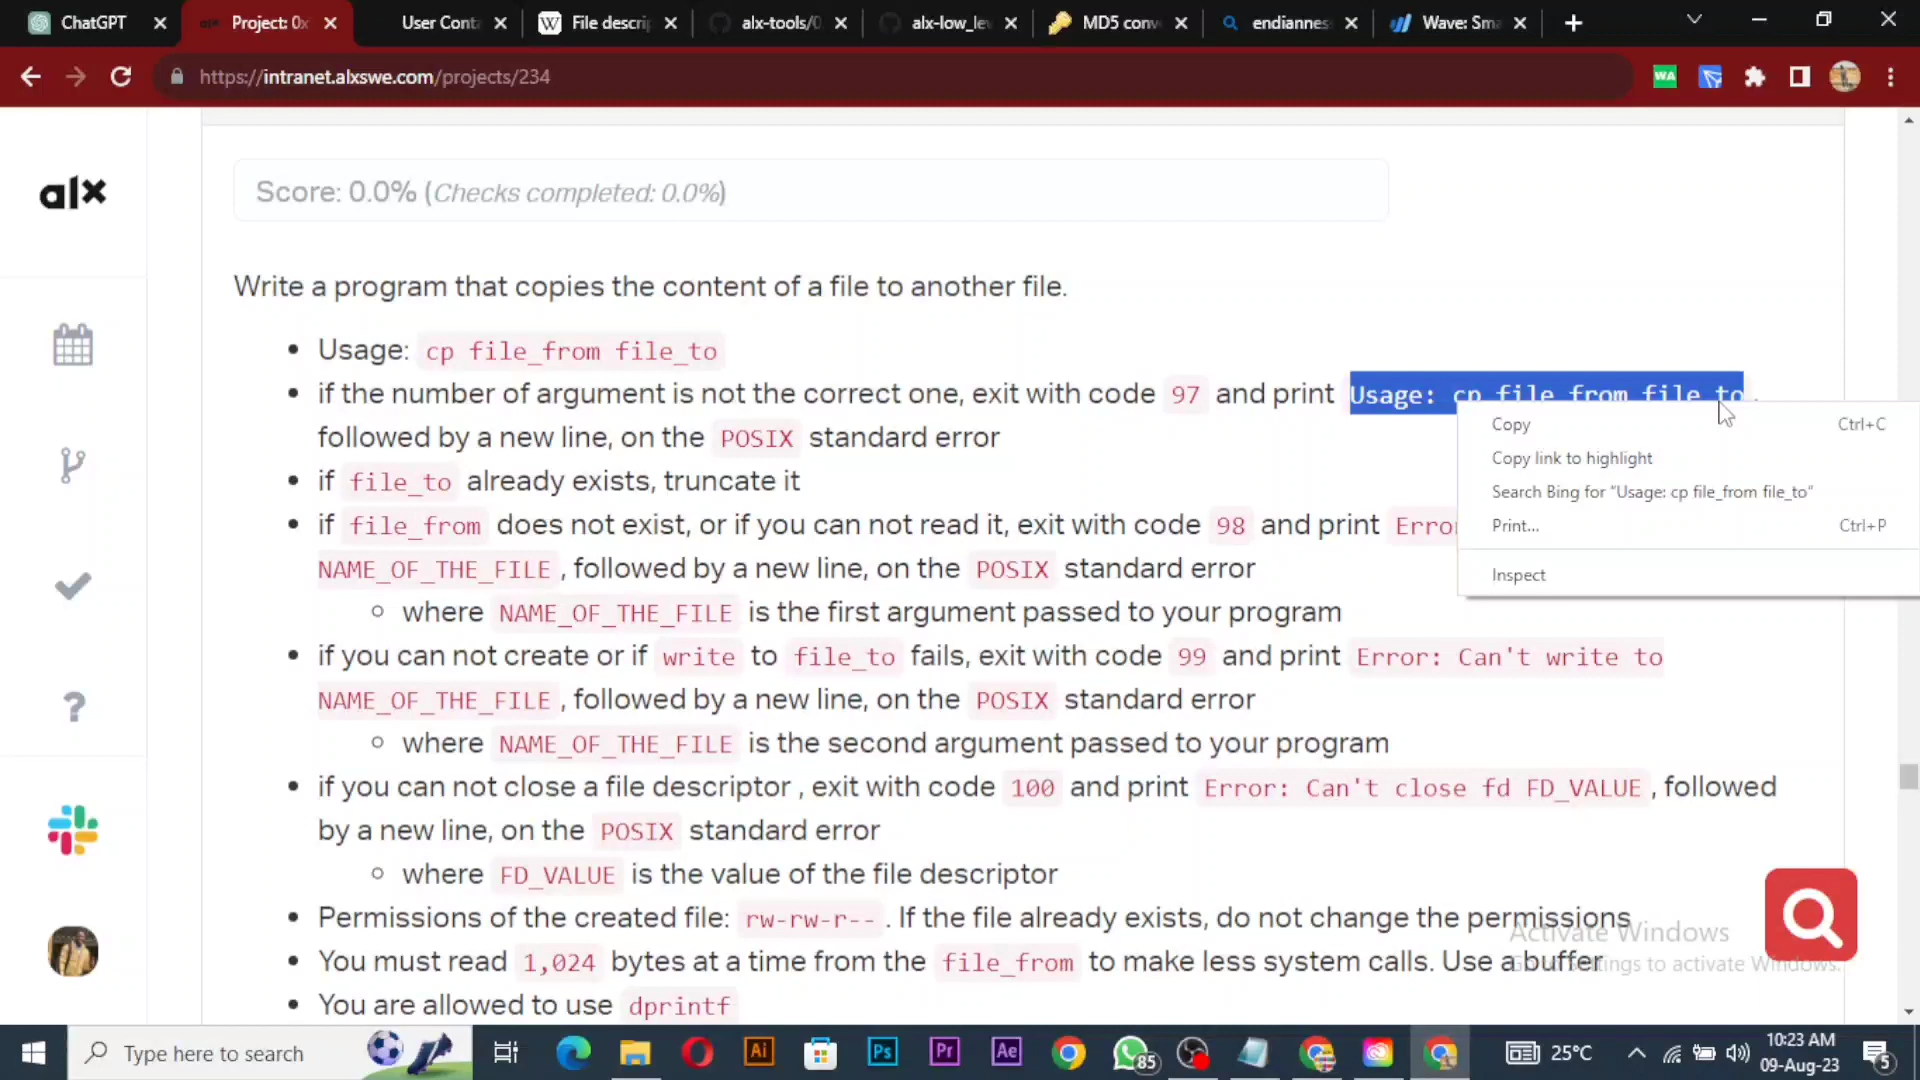 ChatGPT
Project: 0x
User Conta
File descrip
alx-tools/0
alx-low_lev
MD5 conv
endianness
Wave: Sma
https://intranet.alxswe.com/projects/234
WA
alx
Score: 0.0% (Checks completed: 0.0%)
Write a program that copies the content of a file to another file.
Usage: cp file_from file_to
if the number of argument is not the correct one, exit with code 97 and print Usage: cp file_from file_to ,
followed by a new line, on the POSIX standard error
if file_to already exists, truncate it
if file_from does not exist, or if you can not read it, exit with code 98 and print Erro
NAME_OF_THE_FILE , followed by a new line, on the POSIX standard error
where NAME_OF_THE_FILE is the first argument passed to your program
if you can not create or if write to file_to fails, exit with code 99 and print Error: Can't write to
NAME_OF_THE_FILE , followed by a new line, on the POSIX standard error
where NAME_OF_THE_FILE is the second argument passed to your program
if you can not close a file descriptor , exit with code 100 and print Error: Can't close fd FD_VALUE , followed
by a new line, on the POSIX standard error
where FD_VALUE is the value of the file descriptor
Permissions of the created file: rw-rw-r-- . If the file already exists, do not change the permissions
You must read 1,024 bytes at a time from the file_from to make less system calls. Use a buffer
You are allowed to use dprintf
Copy Ctrl+C
Copy link to highlight
Search Bing for "Usage: cp file_from file_to"
Print... Ctrl+P
Inspect
Activate Windows
Go to Settings to activate Windows.
Type here to search
Ai
Ps
Pr
Ae
85
25°C
10:23 AM
09-Aug-23
5